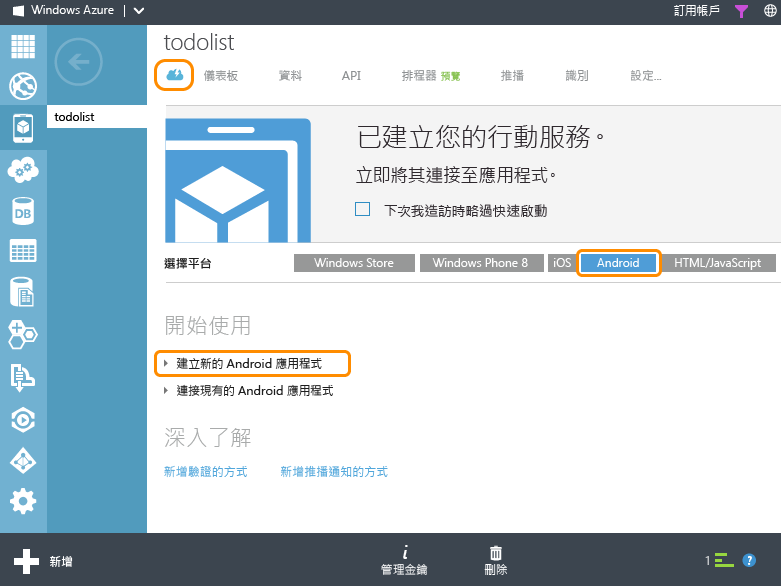 Windows Azure 訂用帳戶
todolist
儀表板 資料 API 排程器 預覽 推播 識別 設定...
todolist
已建立您的行動服務。
立即將其連接至應用程式。
下次我造訪時略過快速啟動
選擇平台 Windows Store Windows Phone 8 iOS Android HTML/JavaScript
開始使用
建立新的 Android 應用程式
連接現有的 Android 應用程式
深入了解
新增驗證的方式 新增推播通知的方式
DB
新增 管理金鑰 刪除 1 ?